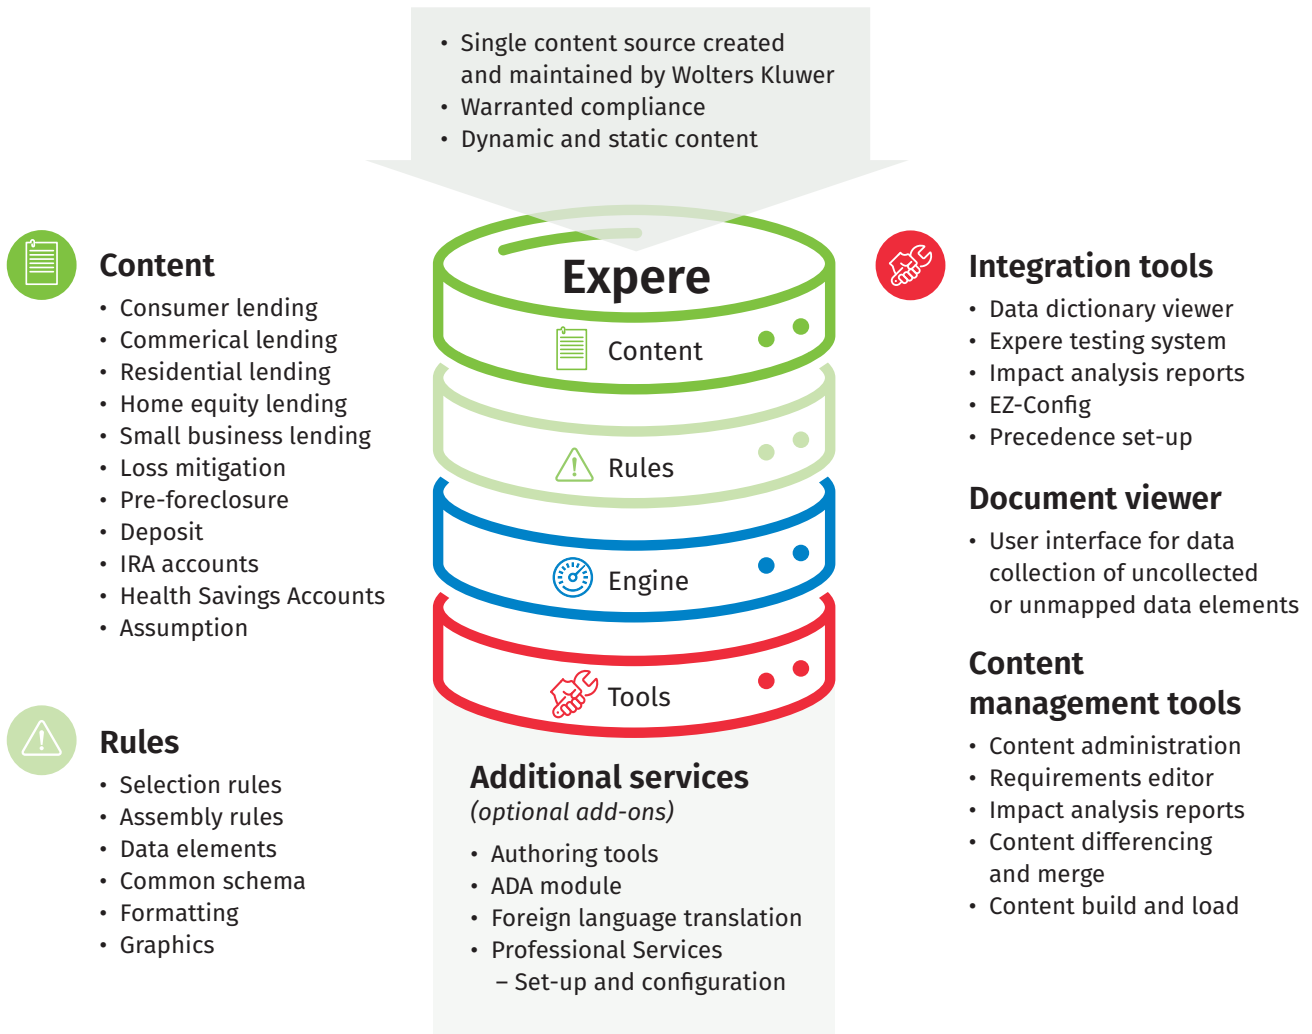 • Single content source created
and maintained by Wolters Kluwer
• Warranted compliance
• Dynamic and static content
Expere
Content
Rules
Engine
Tools
Content
• Consumer lending
• Commerical lending
• Residential lending
• Home equity lending
• Small business lending
• Loss mitigation
• Pre-foreclosure
• Deposit
• IRA accounts
• Health Savings Accounts
• Assumption
Rules
• Selection rules
• Assembly rules
• Data elements
• Common schema
• Formatting
• Graphics
Additional services
(optional add-ons)
• Authoring tools
• ADA module
• Foreign language translation
• Professional Services
– Set-up and configuration
Integration tools
• Data dictionary viewer
• Expere testing system
• Impact analysis reports
• EZ-Config
• Precedence set-up
Document viewer
• User interface for data
collection of uncollected
or unmapped data elements
Content
management tools
• Content administration
• Requirements editor
• Impact analysis reports
• Content differencing
and merge
• Content build and load